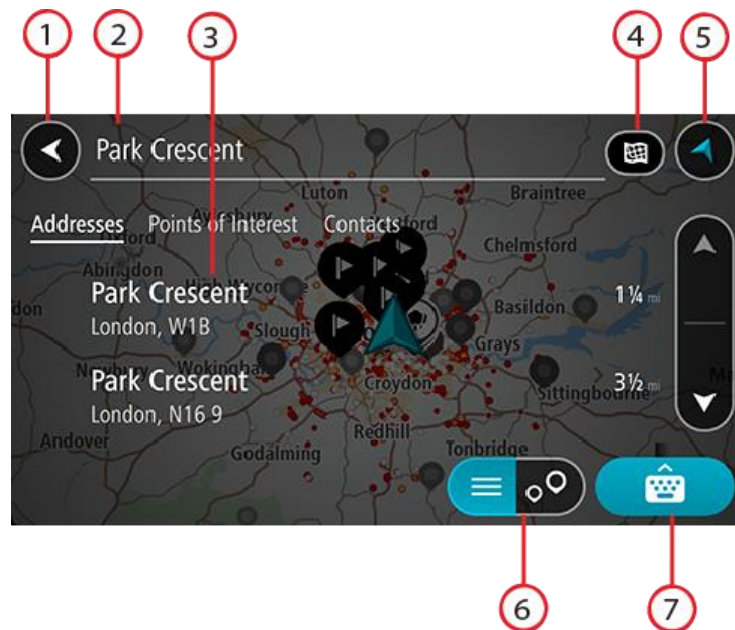 1 2 3 4 5
Park Crescent
Luton Braintree
Addresses Points of Interest Contacts
Chelmsford
Abingdon
Park Crescent 1¼ mi
London, W1B
Basildon
Slough
Grays
Wokingham
Park Crescent 3½ mi
Croydon
Sittingbourne
London, N16 9
Redhill
Andover
Godalming Tonbridge
6 7